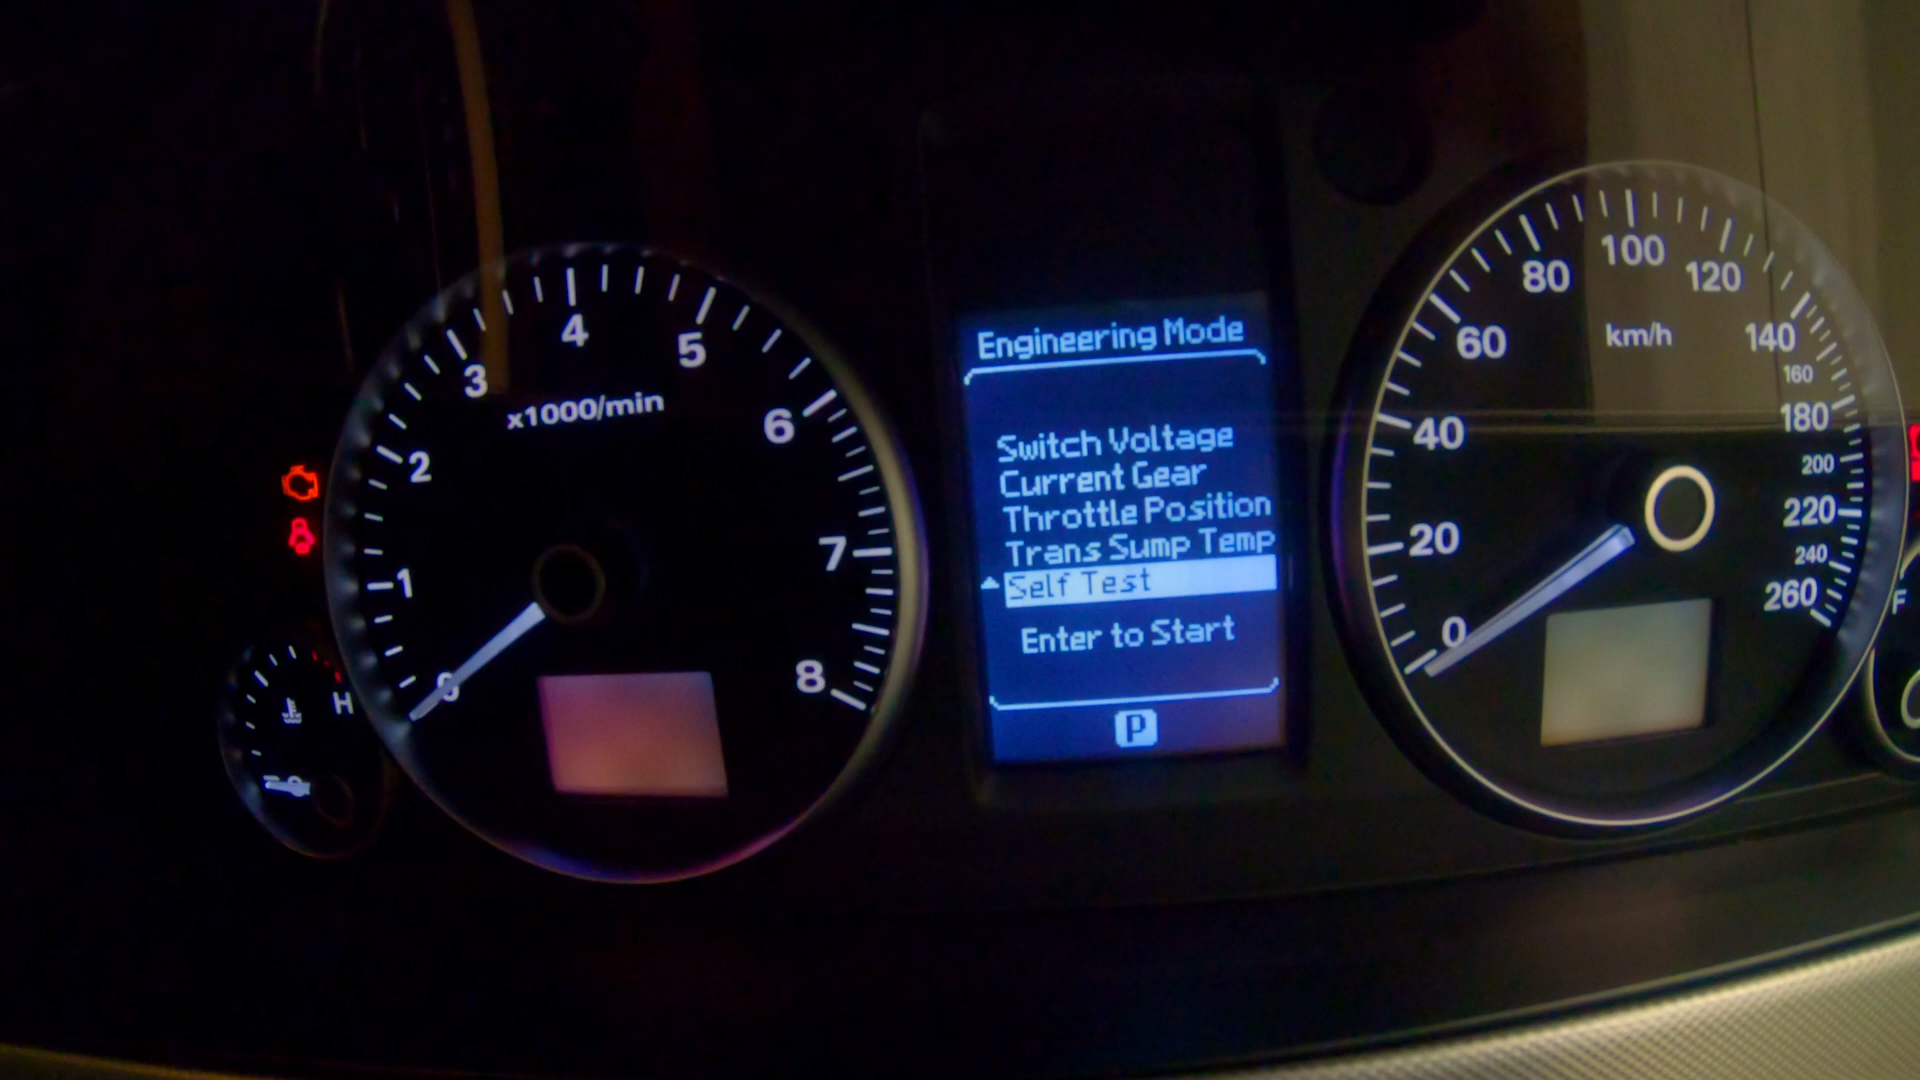 Engineering Mode
Switch Voltage
Current Gear
Throttle Position
Trans Sump Temp
Self Test
Enter to Start
P
x1000/min
0
1
2
3
4
5
6
7
8
H
km/h
0
20
40
60
80
100
120
140
160
180
200
220
240
260
F